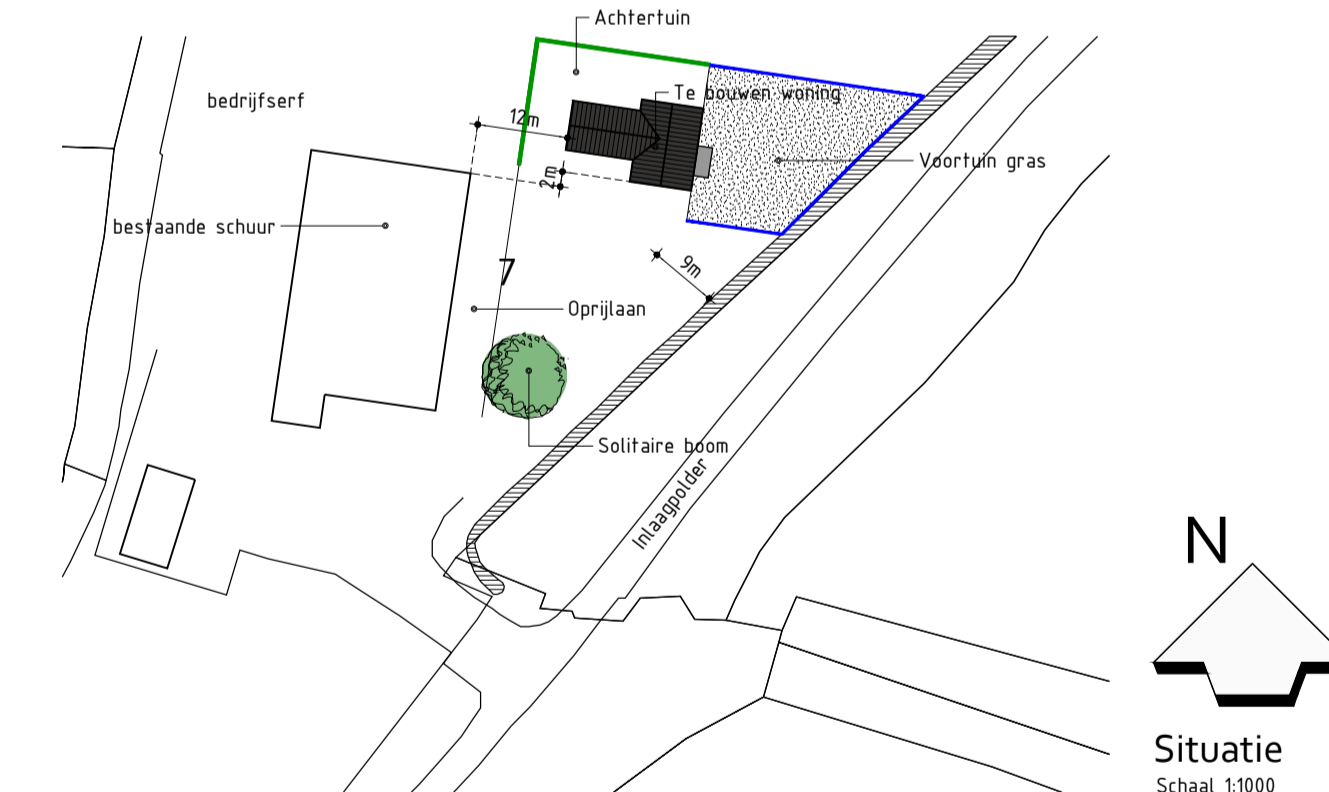 Achtertuin
bedrijfserf
Te bouwen woning
12m
Voortuin gras
2m
bestaande schuur
7
9m
Oprijlaan
Solitaire boom
Inlaagpolder
N
Situatie
Schaal 1:1000